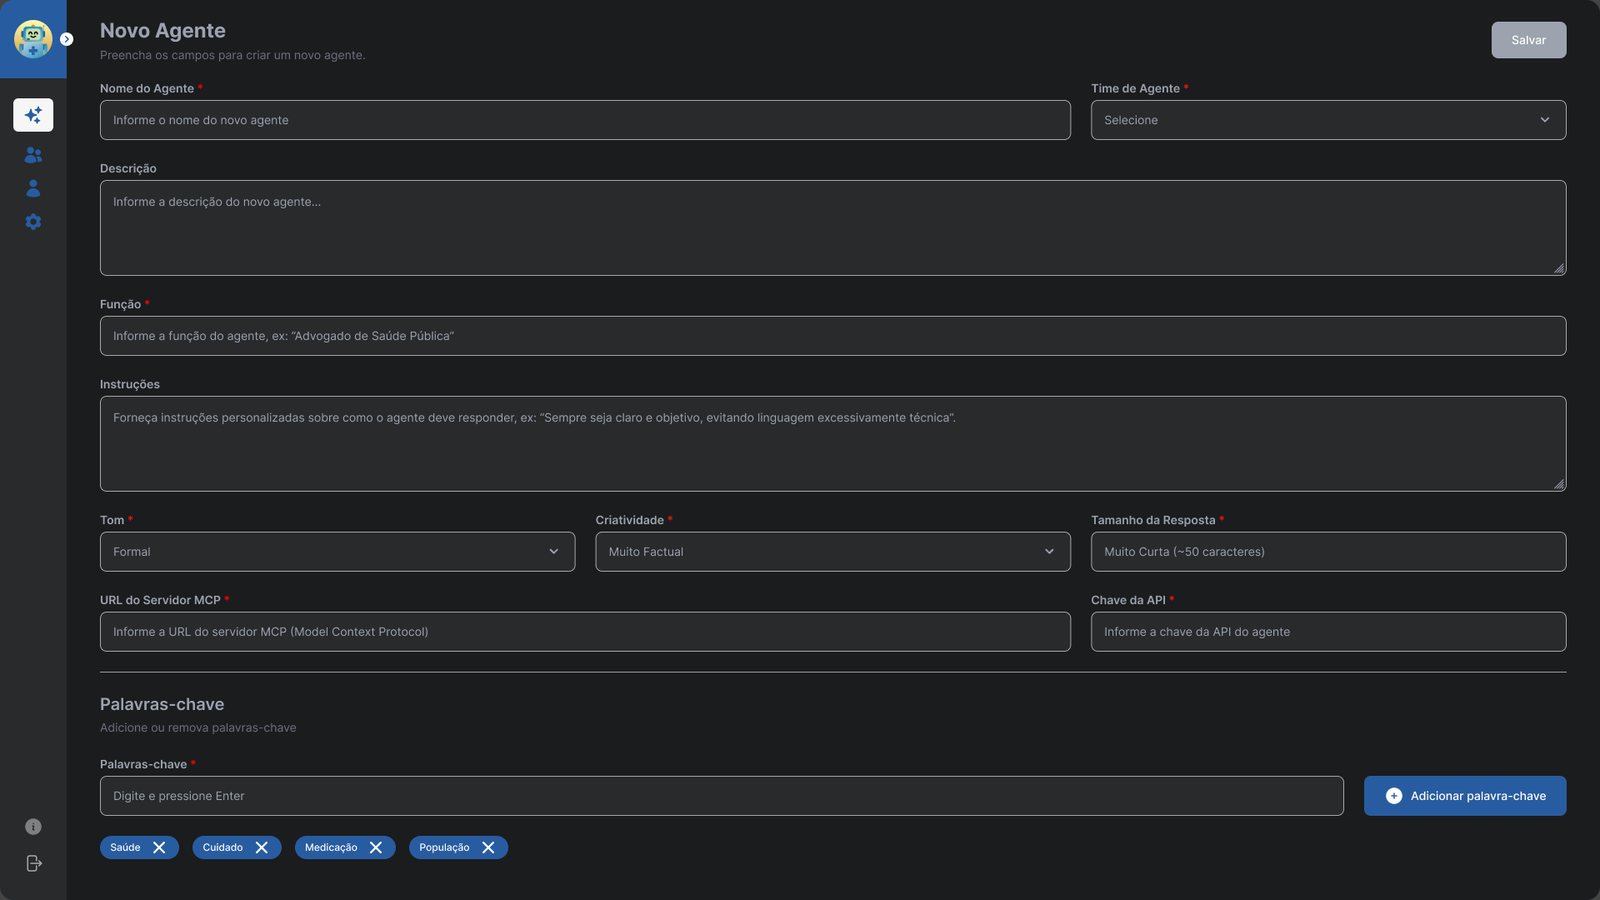 Novo Agente
Preencha os campos para criar um novo agente.
Salvar
Nome do Agente *
Time de Agente *
Informe o nome do novo agente
Selecione
Descrição
Informe a descrição do novo agente...
Função *
Informe a função do agente, ex: “Advogado de Saúde Pública”
Instruções
Forneça instruções personalizadas sobre como o agente deve responder, ex: “Sempre seja claro e objetivo, evitando linguagem excessivamente técnica”.
Tom *
Criatividade *
Tamanho da Resposta *
Formal
Muito Factual
Muito Curta (~50 caracteres)
URL do Servidor MCP *
Chave da API *
Informe a URL do servidor MCP (Model Context Protocol)
Informe a chave da API do agente
Palavras-chave
Adicione ou remova palavras-chave
Palavras-chave *
Digite e pressione Enter
Adicionar palavra-chave
Saúde
Cuidado
Medicação
População